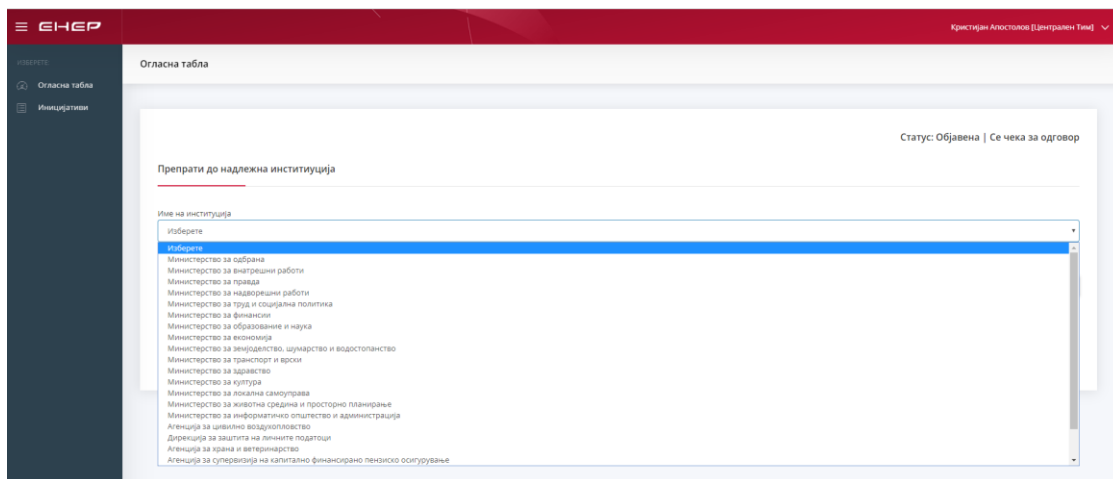 ЕНЕР
Кристијан Апостолов [Централен Тим]
ИЗБЕРЕТЕ
Огласна табла
Иницијативи
Огласна табла
Статус: Објавена | Се чека за одговор
Препрати до надлежна институиција
Име на институција
Изберете
Изберете
Министерство за одбрана
Министерство за внатрешни работи
Министерство за правда
Министерство за надворешни работи
Министерство за труд и социјална политика
Министерство за финансии
Министерство за образование и наука
Министерство за економија
Министерство за земјоделство, шумарство и водостопанство
Министерство за транспорт и врски
Министерство за здравство
Министерство за култура
Министерство за локална самоуправа
Министерство за животна средина и просторно планирање
Министерство за информатичко општество и администрација
Агенција за цивилно воздухопловство
Дирекција за заштита на личните податоци
Агенција за храна и ветеринарство
Агенција за супервизија на капитално финансирано пензиско осигурување